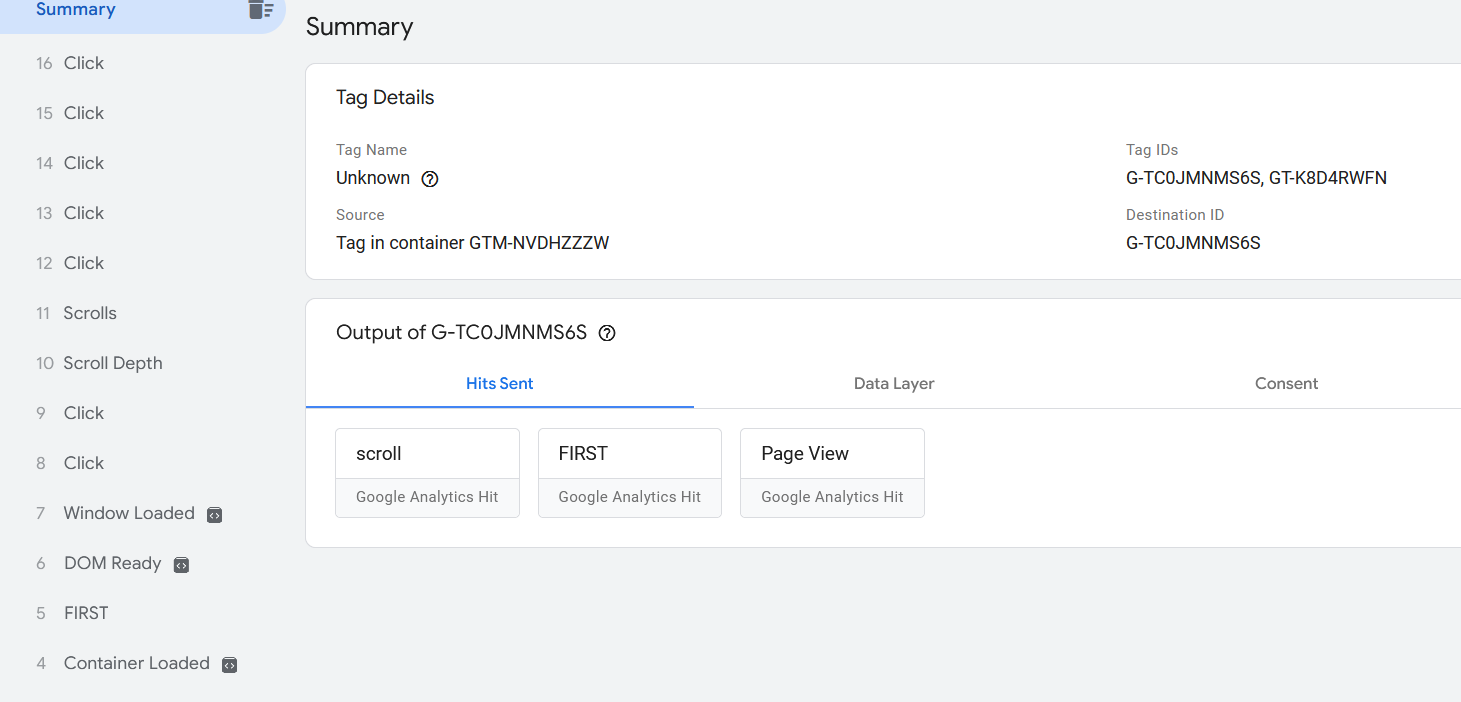 Summary
16 Click
15 Click
14 Click
13 Click
12 Click
11 Scrolls
10 Scroll Depth
9 Click
8 Click
7 Window Loaded
6 DOM Ready
5 FIRST
4 Container Loaded
Summary
Tag Details
Tag Name
Unknown
Tag IDs
G-TC0JMNMS6S, GT-K8D4RWFN
Source
Tag in container GTM-NVDHZZZW
Destination ID
G-TC0JMNMS6S
Output of G-TC0JMNMS6S
Hits Sent Data Layer Consent
scroll FIRST Page View
Google Analytics Hit Google Analytics Hit Google Analytics Hit